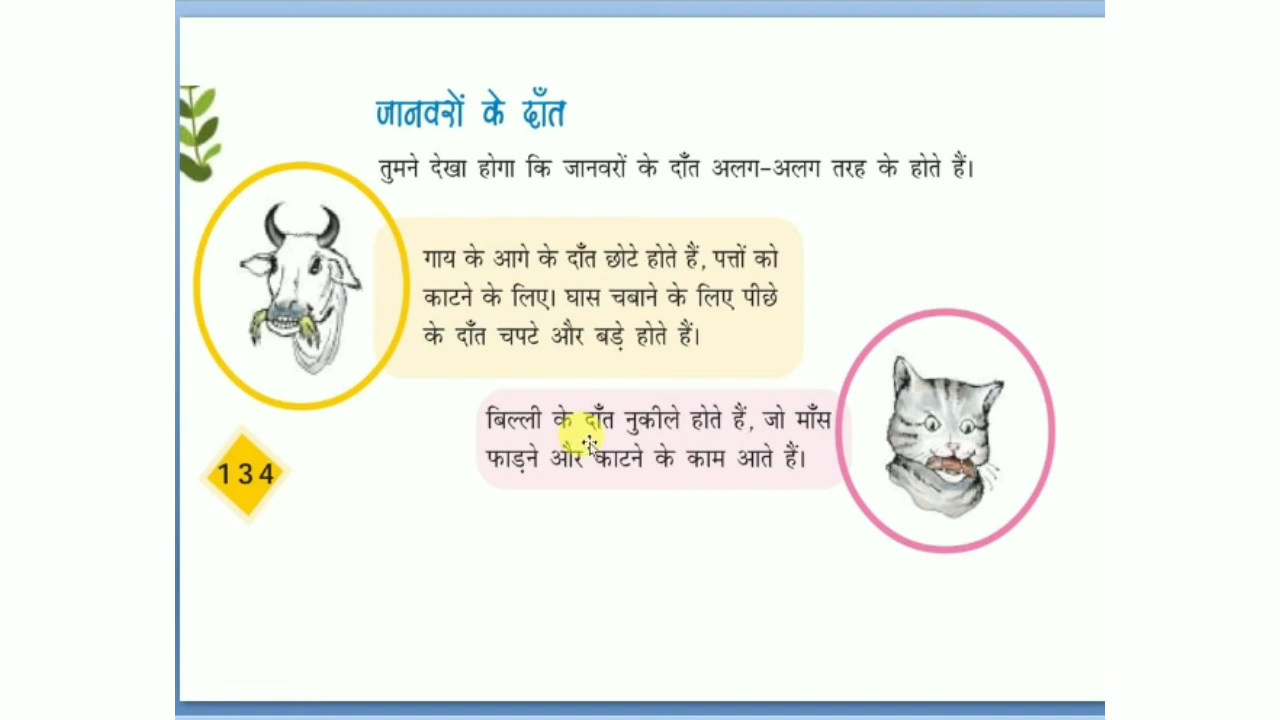 जानवरों के दाँत
तुमने देखा होगा कि जानवरों के दाँत अलग-अलग तरह के होते हैं।
गाय के आगे के दाँत छोटे होते हैं, पत्तों को
काटने के लिए। घास चबाने के लिए पीछे
के दाँत चपटे और बड़े होते हैं।
बिल्ली के दाँत नुकीले होते हैं, जो माँस
फाड़ने और काटने के काम आते हैं।
134